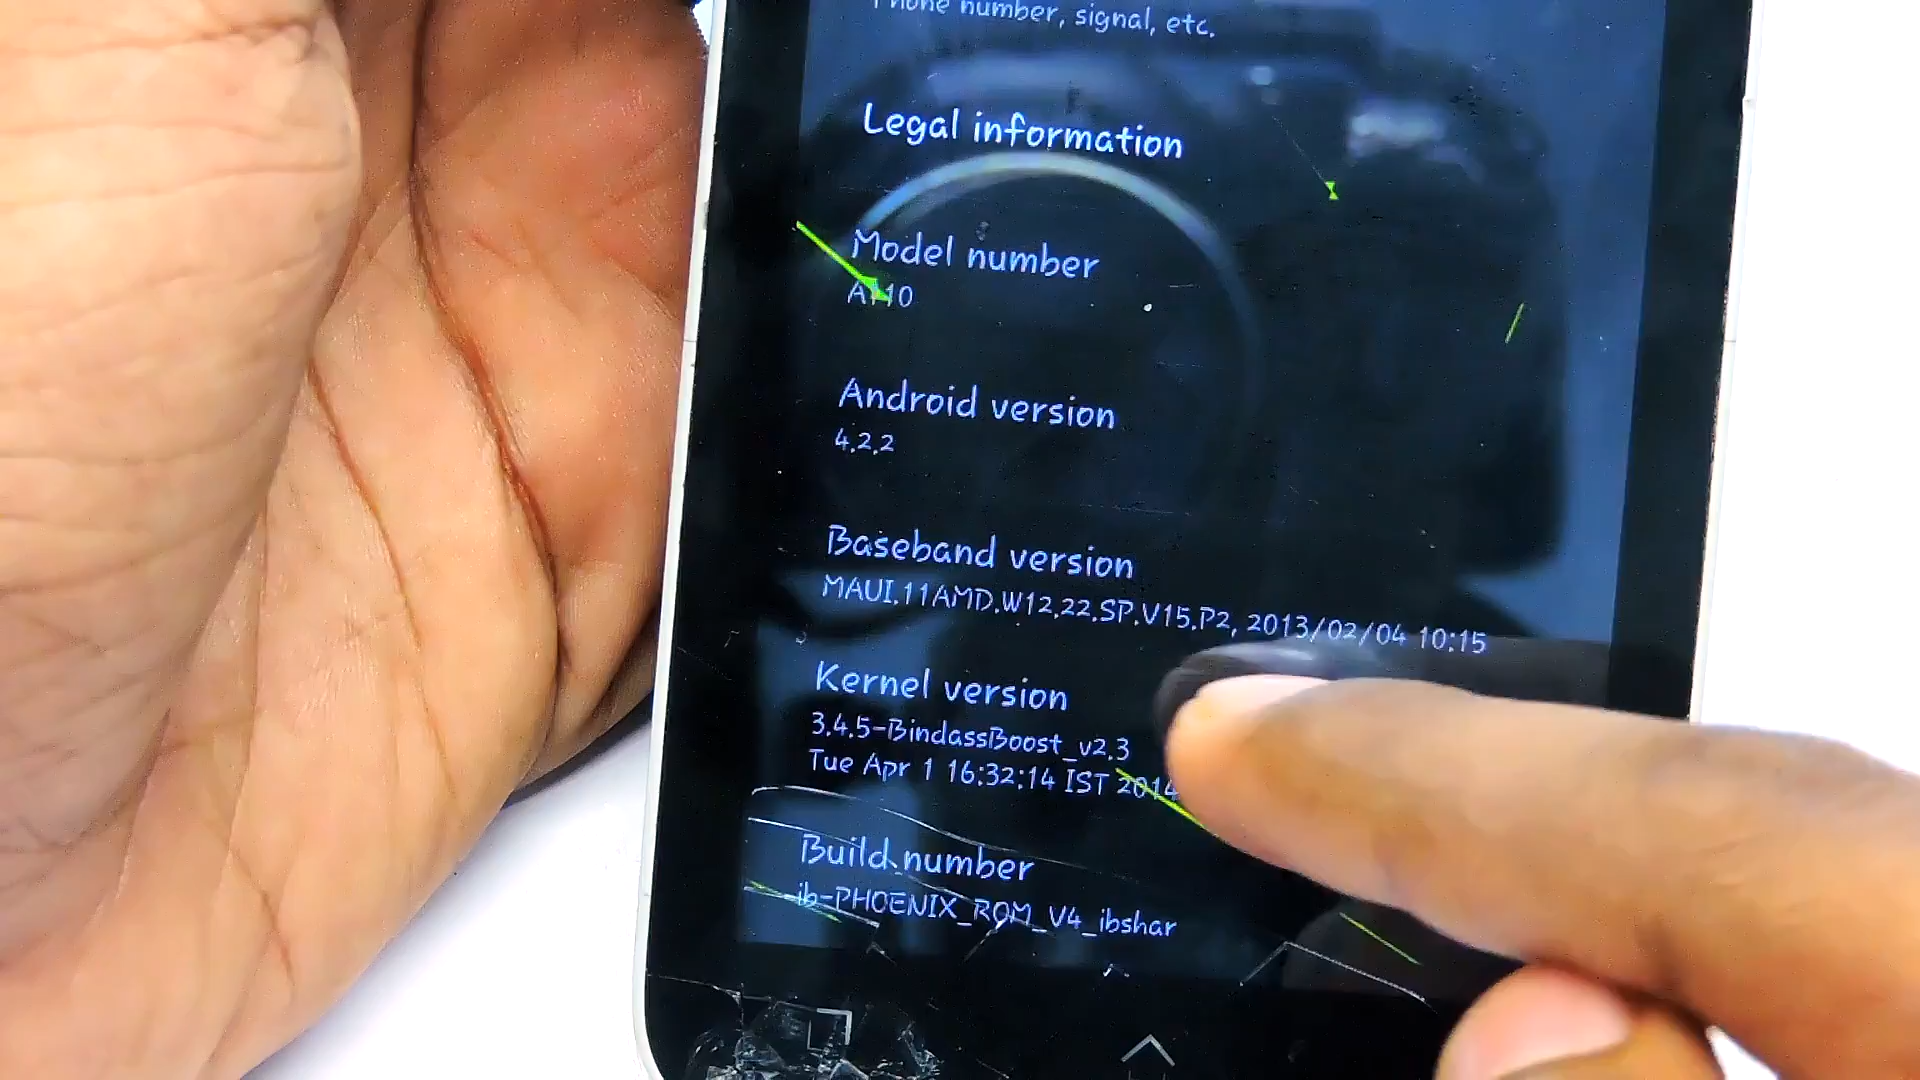 Phone number, signal, etc.
Legal information
Model number
A110
Android version
4.2.2
Baseband version
MAUI.11AMD.W12.22.SP.V15.P2, 2013/02/04 10:15
Kernel version
3.4.5-BindassBoost_v2.3
Tue Apr 1 16:32:14 IST 2014
Build number
ib-PHOENIX_ROM_V4_ibshar